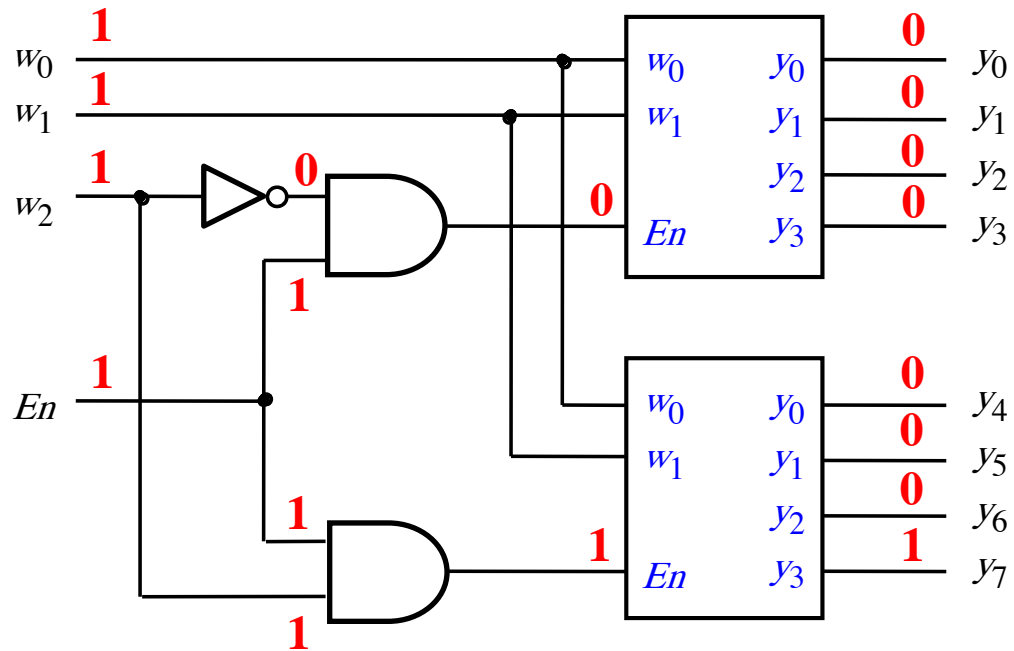 1 0
w0 w0 y0 y0
1 0
w1 w1 y1 y1
1 0 0
w2 y2 y2
0 0
En y3 y3
1
1 0
En w0 y0 y4
0
w1 y1 y5
1 0
y2 y6
1 1
En y3 y7
1